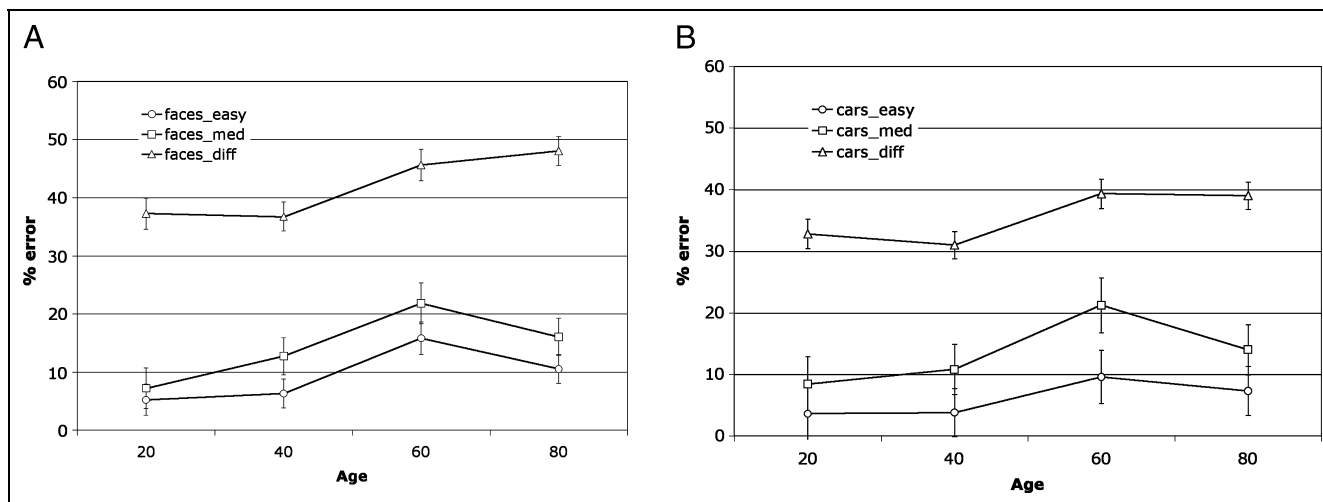 A
60
50
40
30
20
10
0
% error
faces_easy
faces_med
faces_diff
20 40 60 80
Age
B
60
50
40
30
20
10
0
% error
cars_easy
cars_med
cars_diff
20 40 60 80
Age